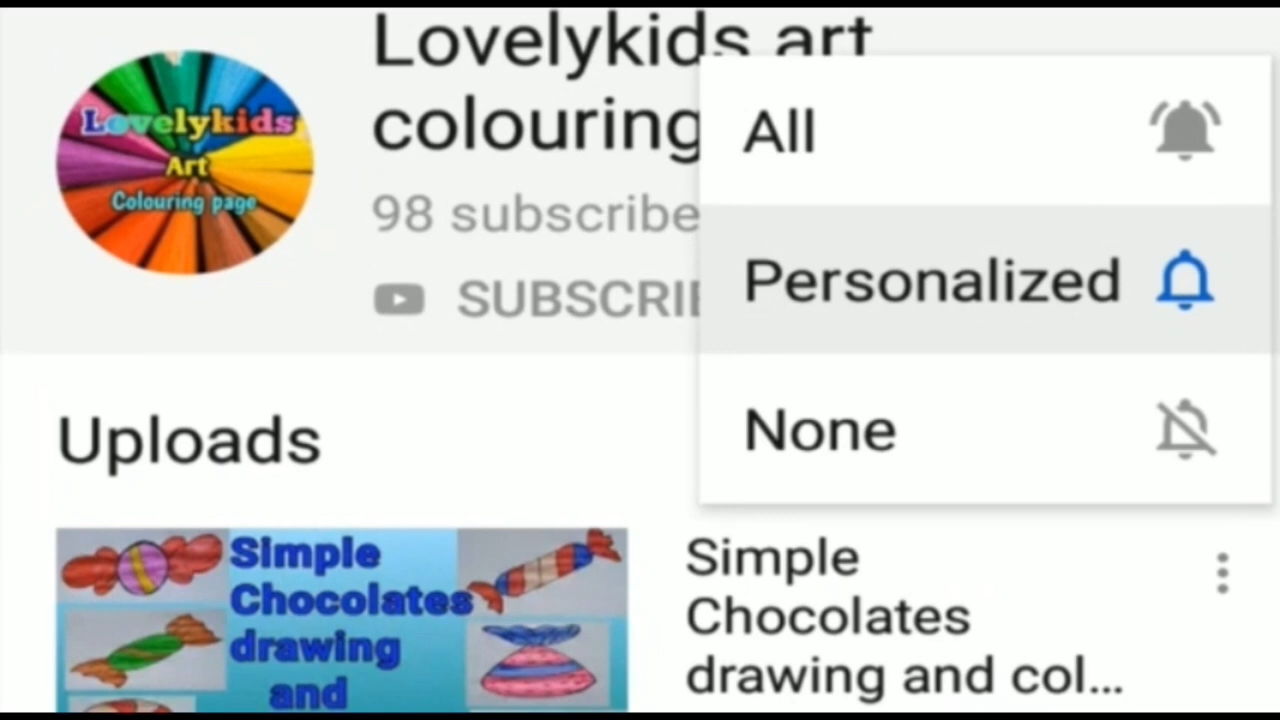 Lovelykids art
colouring
98 subscribe
SUBSCRIB
All
Personalized
None
Lovelykids
Art
Colouring page
Uploads
Simple
Chocolates
drawing
and
Simple
Chocolates
drawing and col...